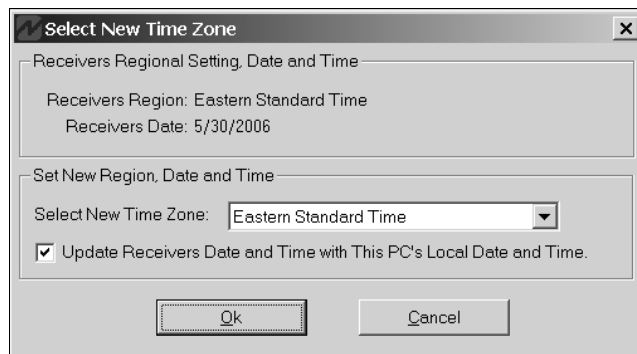 Select New Time Zone
Receivers Regional Setting, Date and Time
Receivers Region: Eastern Standard Time
Receivers Date: 5/30/2006
Set New Region, Date and Time
Select New Time Zone: Eastern Standard Time
Update Receivers Date and Time with This PC's Local Date and Time.
Ok Cancel